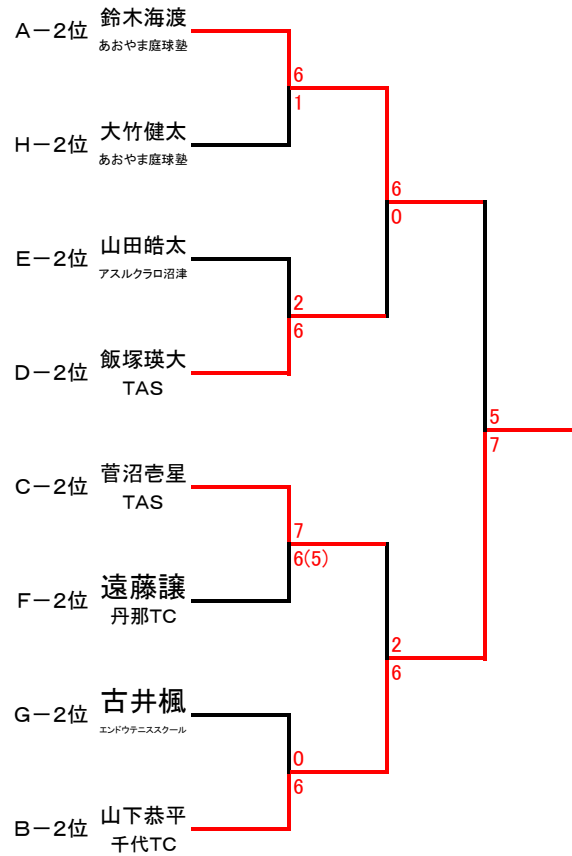 A－2位 鈴木海渡
あおやま庭球塾
6
1
H－2位 大竹健太
あおやま庭球塾
6
0
E－2位 山田皓太
アスルクラロ沼津
2
6
D－2位 飯塚瑛大
TAS
5
7
C－2位 菅沼壱星
TAS
7
6(5)
F－2位 遠藤譲
丹那TC
2
6
G－2位 古井楓
エンドウテニススクール
0
6
B－2位 山下恭平
千代TC